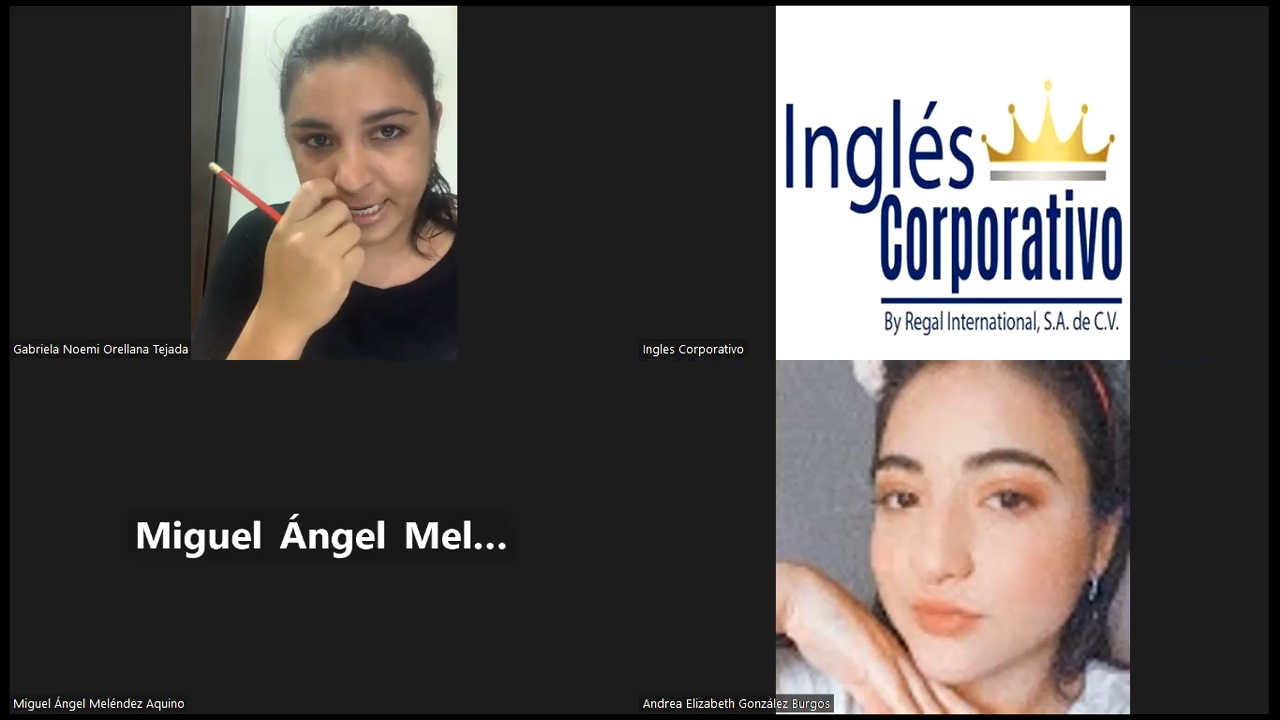 Inglés
Corporativo
By Regal International, S.A. de C.V.
Gabriela Noemi Orellana Tejada
Ingles Corporativo
Miguel Ángel Mel...
Miguel Ángel Meléndez Aquino
Andrea Elizabeth González Burgos